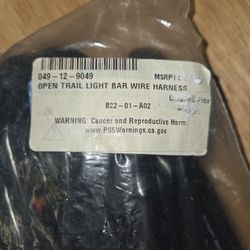 049-12-9049 MSRP:
OPEN TRAIL LIGHT BAR WIRE HARNESS
B22-01-A02
WARNING: Cancer and Reproductive Harm
www.P65Warnings.ca.gov